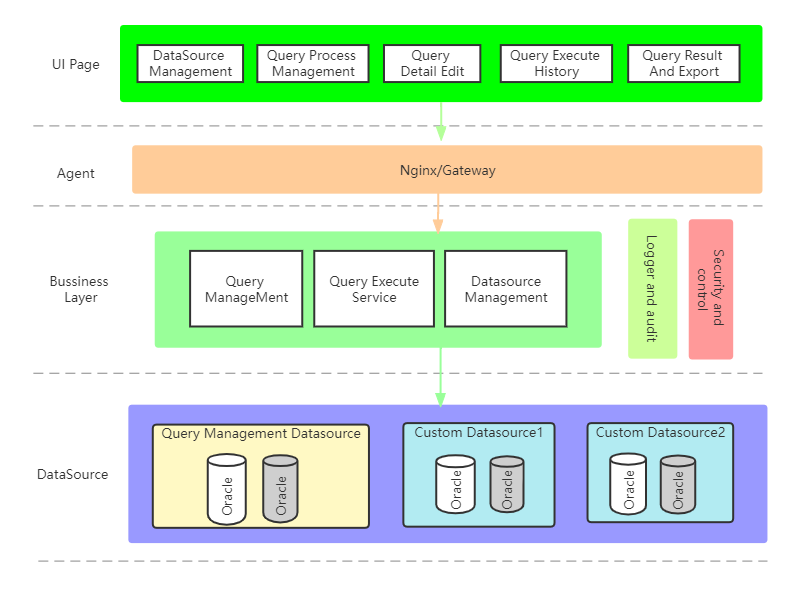 UI Page
DataSource
Management
Query Process
Management
Query
Detail Edit
Query Execute
History
Query Result
And Export
Agent
Nginx/Gateway
Bussiness
Layer
Query
ManageMent
Query Execute
Service
Datasource
Management
Logger and audit
Security and
control
DataSource
Query Management Datasource
Oracle
Oracle
Custom Datasource1
Oracle
Oracle
Custom Datasource2
Oracle
Oracle